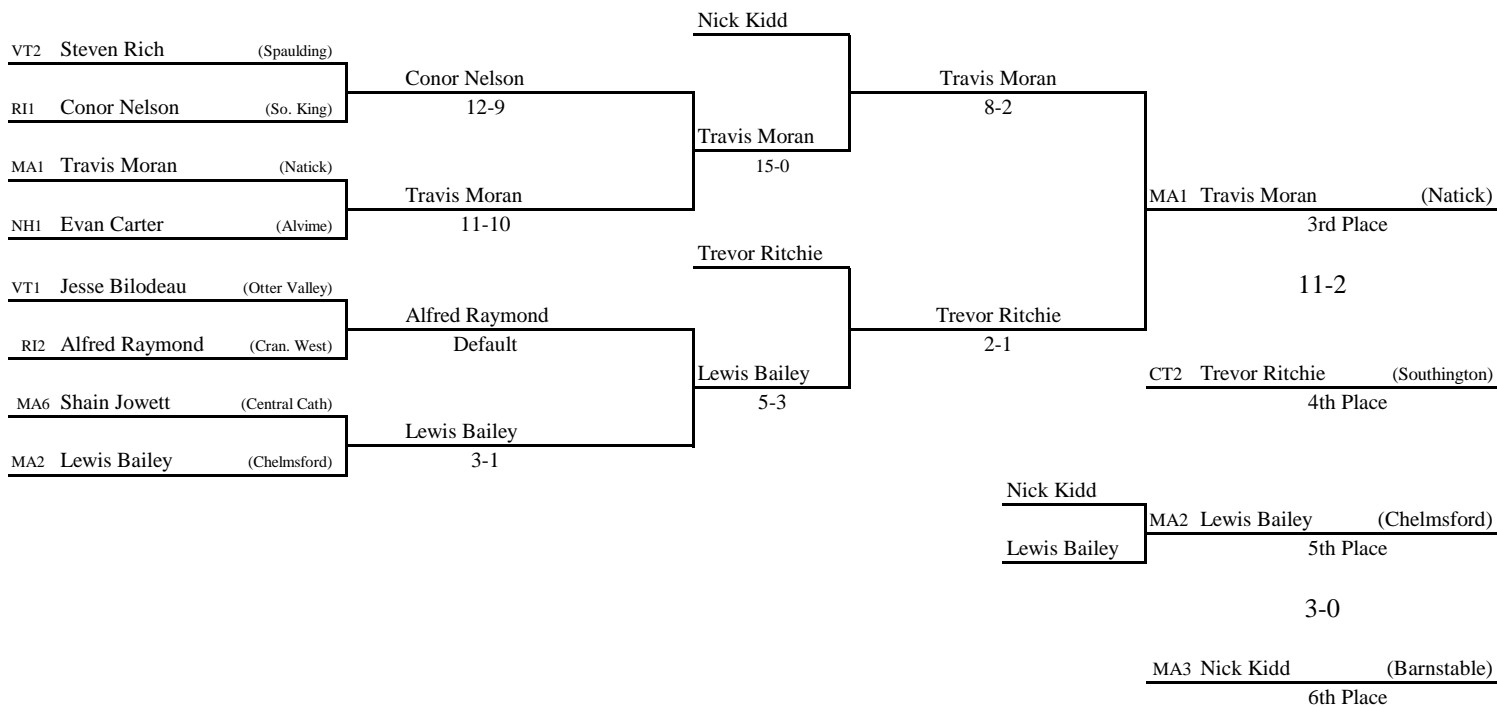 Nick Kidd
VT2 Steven Rich (Spaulding)
Conor Nelson
Travis Moran
12-9
8-2
RI1 Conor Nelson (So. King)
Travis Moran
15-0
MA1 Travis Moran (Natick)
Travis Moran
11-10
MA1 Travis Moran (Natick)
3rd Place
NH1 Evan Carter (Alvime)
Trevor Ritchie
VT1 Jesse Bilodeau (Otter Valley)
11-2
Alfred Raymond
Default
Trevor Ritchie
2-1
RI2 Alfred Raymond (Cran. West)
Lewis Bailey
5-3
CT2 Trevor Ritchie (Southington)
4th Place
MA6 Shain Jowett (Central Cath)
Lewis Bailey
3-1
MA2 Lewis Bailey (Chelmsford)
Nick Kidd
MA2 Lewis Bailey (Chelmsford)
5th Place
Lewis Bailey
3-0
MA3 Nick Kidd (Barnstable)
6th Place